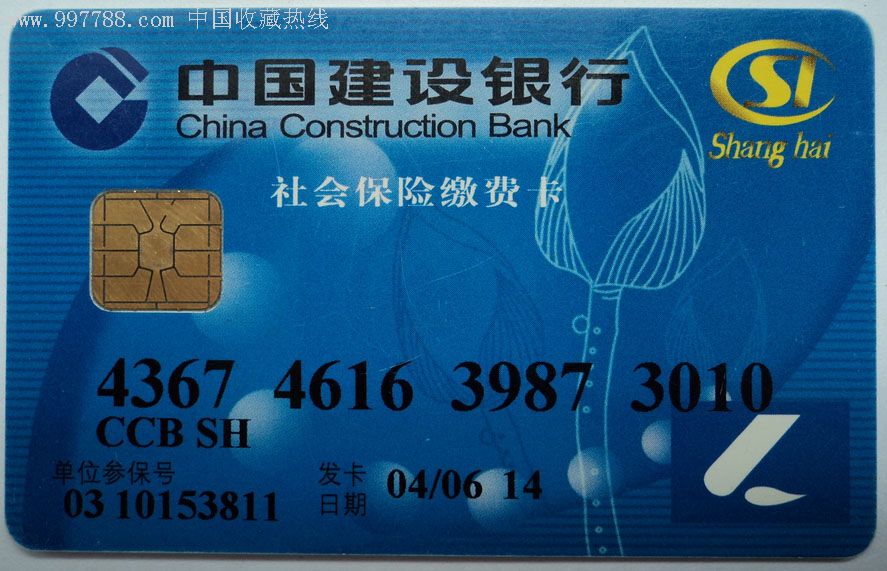 www.997788.com 中国收藏热线
中国建设银行
China Construction Bank
SI
Shang hai
社会保险缴费卡
4367 4616 3987 3010
CCB SH
单位参保号
03 10153811
发卡
日期
04/06 14